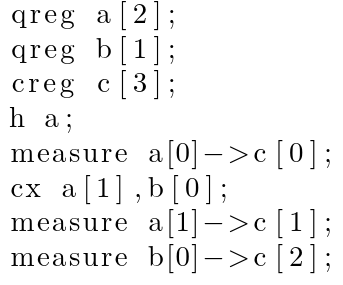 qreg a[2];
qreg b[1];
creg c[3];
h a;
measure a[0]->c[0];
cx a[1],b[0];
measure a[1]->c[1];
measure b[0]->c[2];